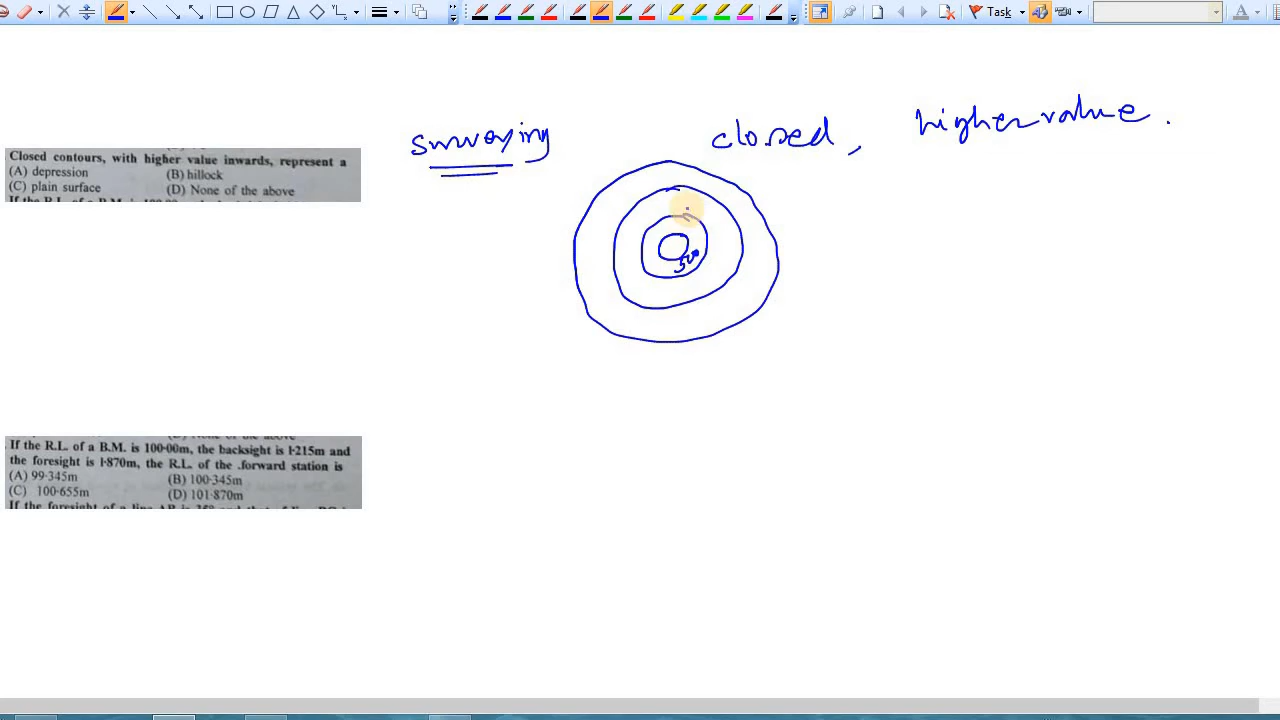 Task
A
surveying
closed,
higher value.
Closed contours, with higher value inwards, represent a
(A) depression (B) hillock
(C) plain surface (D) None of the above
500
If the R.L. of a B.M. is 100·00m, the backsight is 1·215m and
the foresight is 1·870m, the R.L. of the .forward station is
(A) 99·345m (B) 100·345m
(C) 100·655m (D) 101·870m